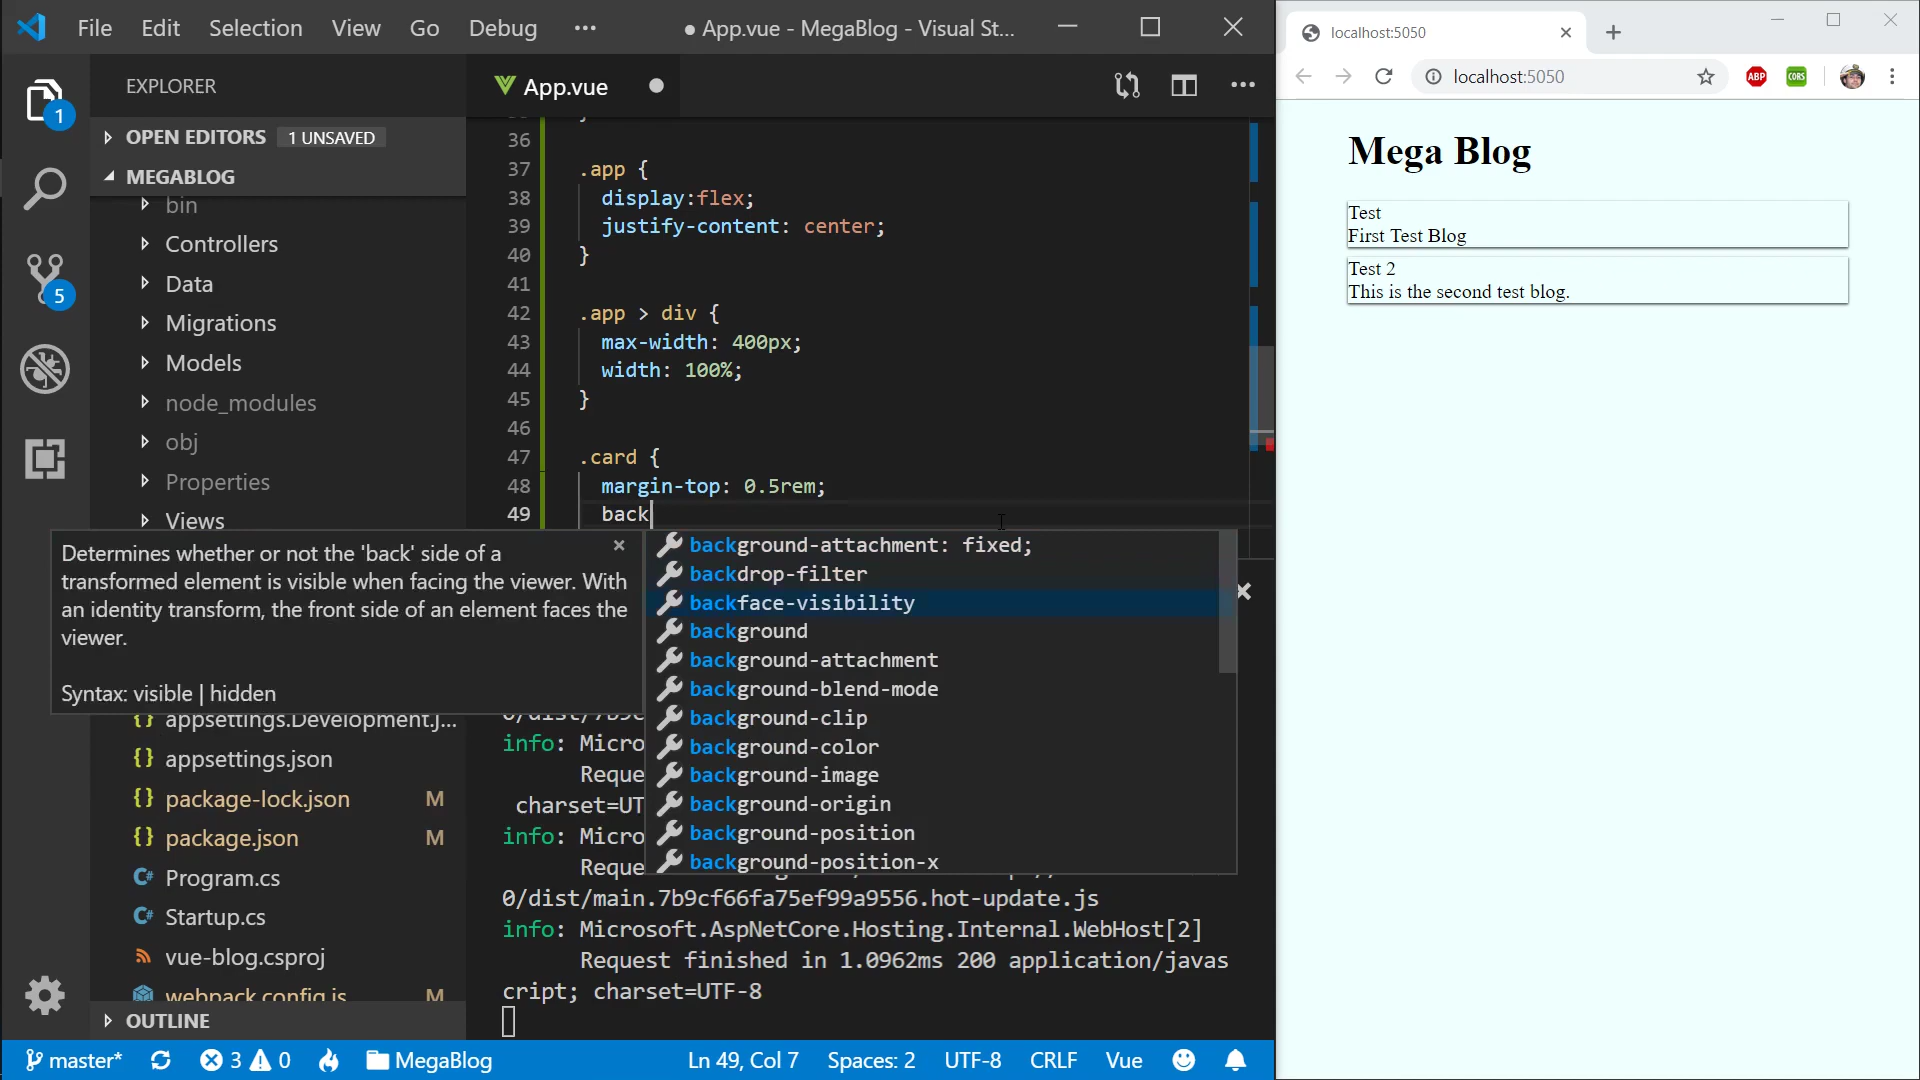 File Edit Selection View Go Debug ··· ● App.vue - MegaBlog - Visual St...
EXPLORER
1
OPEN EDITORS 1 UNSAVED
MEGABLOG
bin
Controllers
Data
5
Migrations
Models
node_modules
obj
Properties
Views
App.vue
36
37 .app {
38 display:flex;
39 justify-content: center;
40 }
41
42 .app > div {
43 max-width: 400px;
44 width: 100%;
45 }
46
47 .card {
48 margin-top: 0.5rem;
49 back
Determines whether or not the 'back' side of a
transformed element is visible when facing the viewer. With
an identity transform, the front side of an element faces the
viewer.
Syntax: visible | hidden
background-attachment: fixed;
backdrop-filter
backface-visibility
background
background-attachment
background-blend-mode
background-clip
background-color
background-image
background-origin
background-position
background-position-x
appsettings.Development.j...
appsettings.json
package-lock.json M
package.json M
Program.cs
Startup.cs
vue-blog.csproj
webpack.config.js M
OUTLINE
info: Micro
Reque
charset=UT
info: Micro
Reque
0/dist/main.7b9cf66fa75ef99a9556.hot-update.js
info: Microsoft.AspNetCore.Hosting.Internal.WebHost[2]
Request finished in 1.0962ms 200 application/javas
cript; charset=UTF-8
master* 3 0 MegaBlog Ln 49, Col 7 Spaces: 2 UTF-8 CRLF Vue
localhost:5050
localhost:5050 ABP CORS
Mega Blog
Test
First Test Blog
Test 2
This is the second test blog.